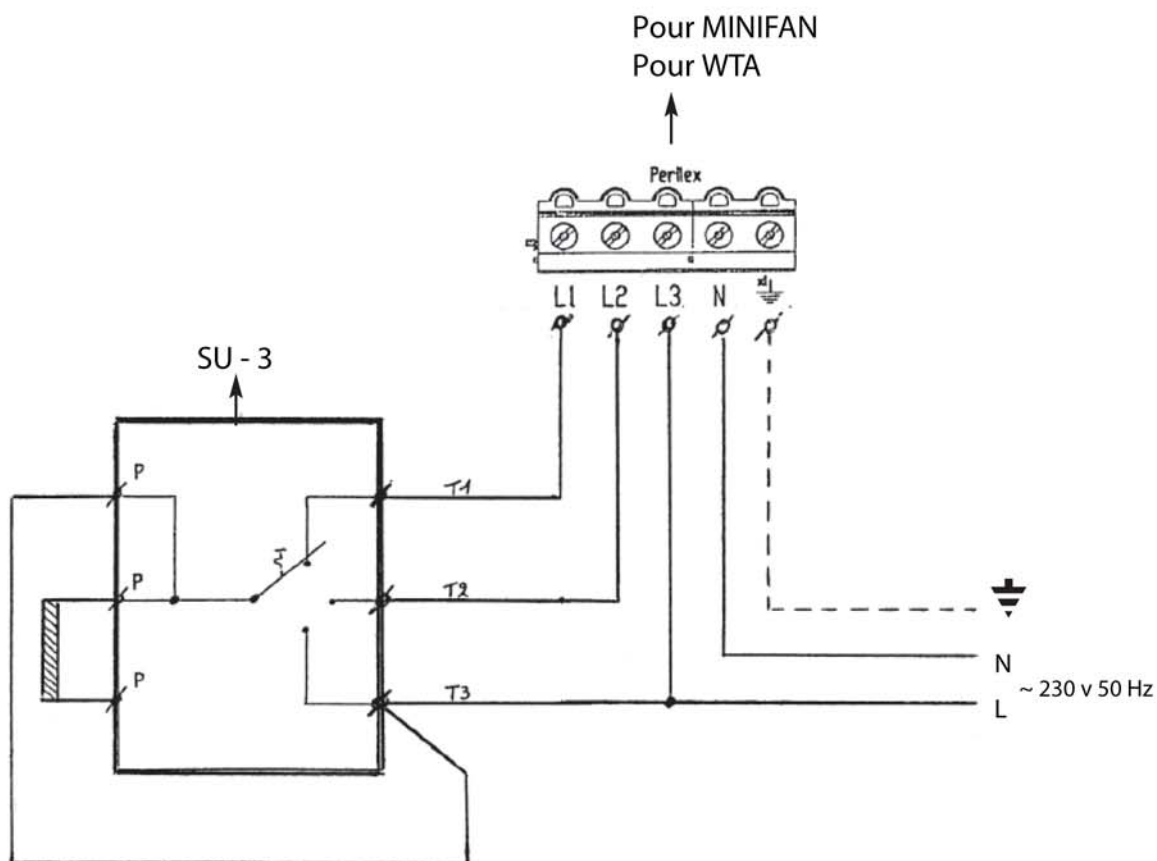 Pour MINIFAN
Pour WTA
Perilex
L1 L2 L3 N
SU - 3
P
T1
P
T2
P
T3
N
~ 230 v 50 Hz
L